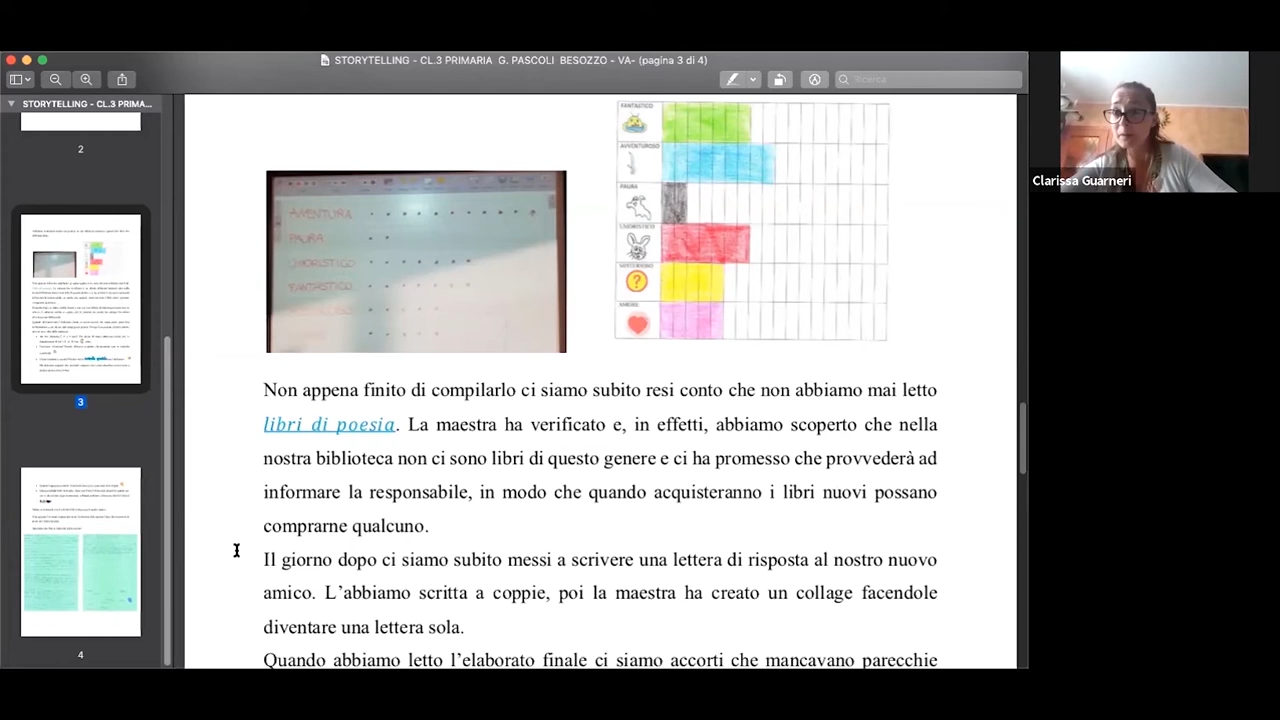 STORYTELLING - CL.3 PRIMARIA G. PASCOLI BESOZZO - VA- (pagina 3 di 4)
Ricerca
STORYTELLING - CL.3 PRIMA...
2
3
4
FANTASTICO
AVVENTUROSO
PAURA
UMORISTICO
AMORE
AVVENTURA
PAURA
UMORISTICO
FANTASTICO
Non appena finito di compilarlo ci siamo subito resi conto che non abbiamo mai letto
libri di poesia. La maestra ha verificato e, in effetti, abbiamo scoperto che nella
nostra biblioteca non ci sono libri di questo genere e ci ha promesso che provvederà ad
informare la responsabile, in modo che quando acquisteranno i libri nuovi possano
comprarne qualcuno.
Il giorno dopo ci siamo subito messi a scrivere una lettera di risposta al nostro nuovo
amico. L’abbiamo scritta a coppie, poi la maestra ha creato un collage facendole
diventare una lettera sola.
Quando abbiamo letto l’elaborato finale ci siamo accorti che mancavano parecchie
Clarissa Guarneri